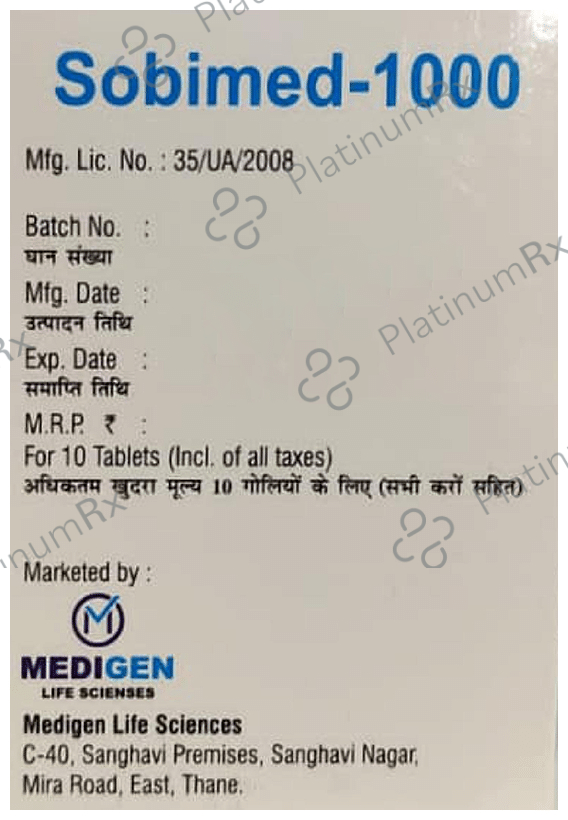 Sobimed-1000
Mfg. Lic. No. : 35/UA/2008
Batch No. :
घान संख्या
Mfg. Date :
उत्पादन तिथि
Exp. Date :
समाप्ति तिथि
M.R.P. ₹ :
For 10 Tablets (Incl. of all taxes)
अधिकतम खुदरा मूल्य 10 गोलियों के लिए (सभी करों सहित)
Marketed by :
MEDIGEN
LIFE SCIENSES
Medigen Life Sciences
C-40, Sanghavi Premises, Sanghavi Nagar,
Mira Road, East, Thane.
PlatinumRx
PlatinumRx